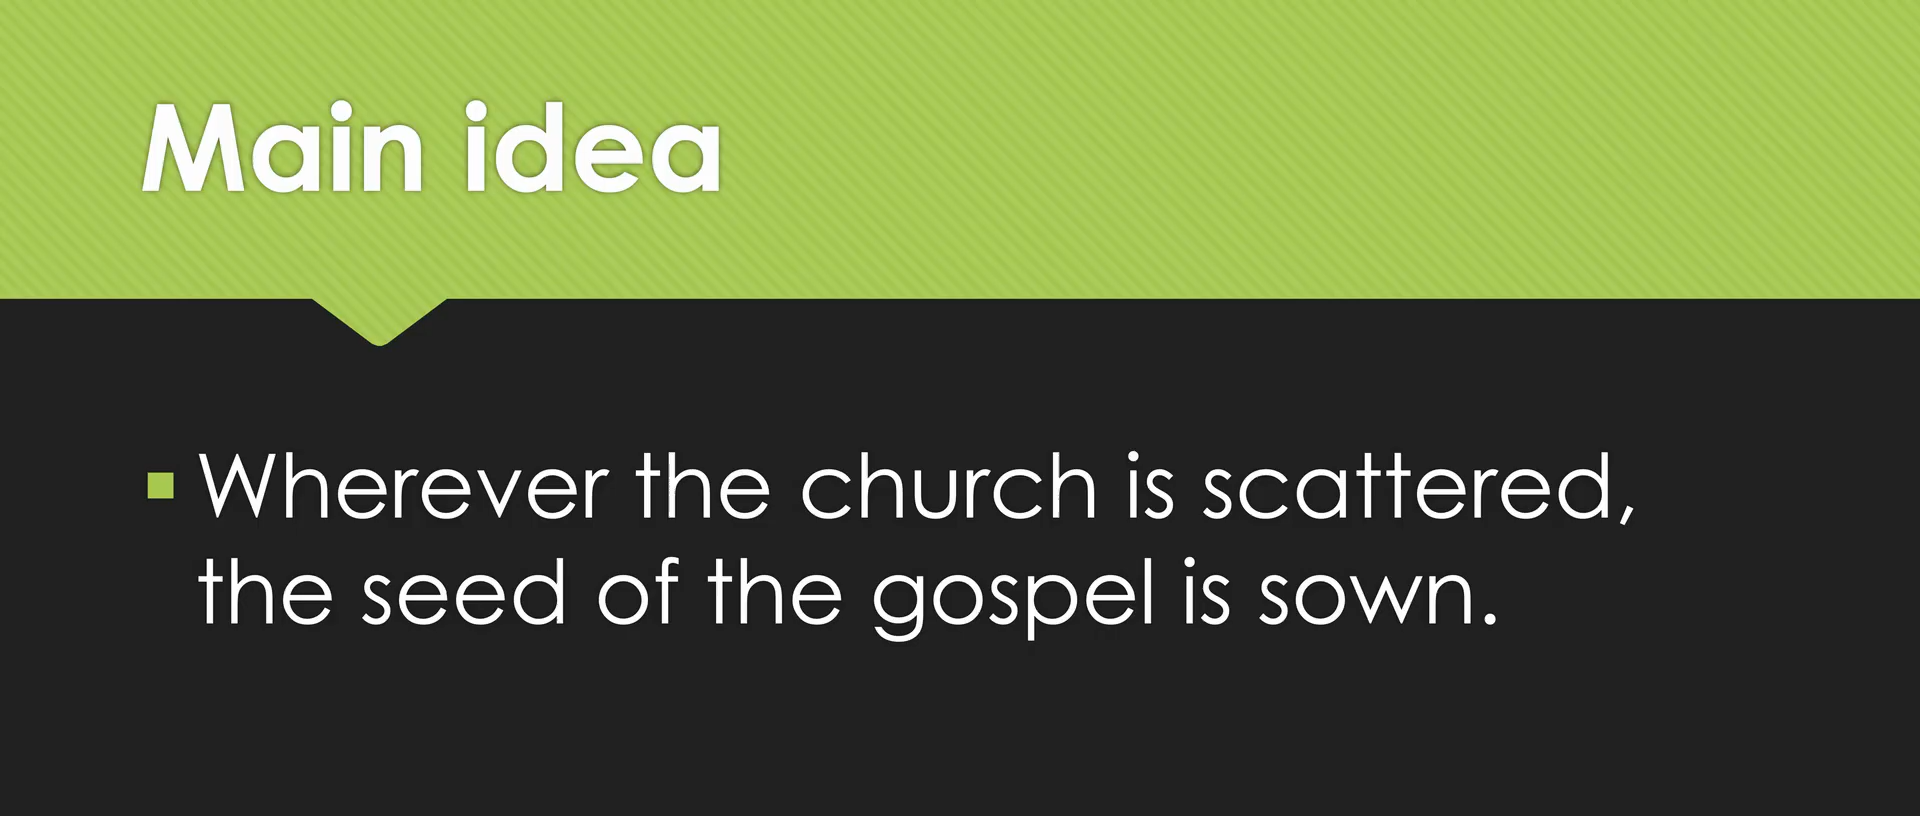 Main idea
Wherever the church is scattered,
the seed of the gospel is sown.